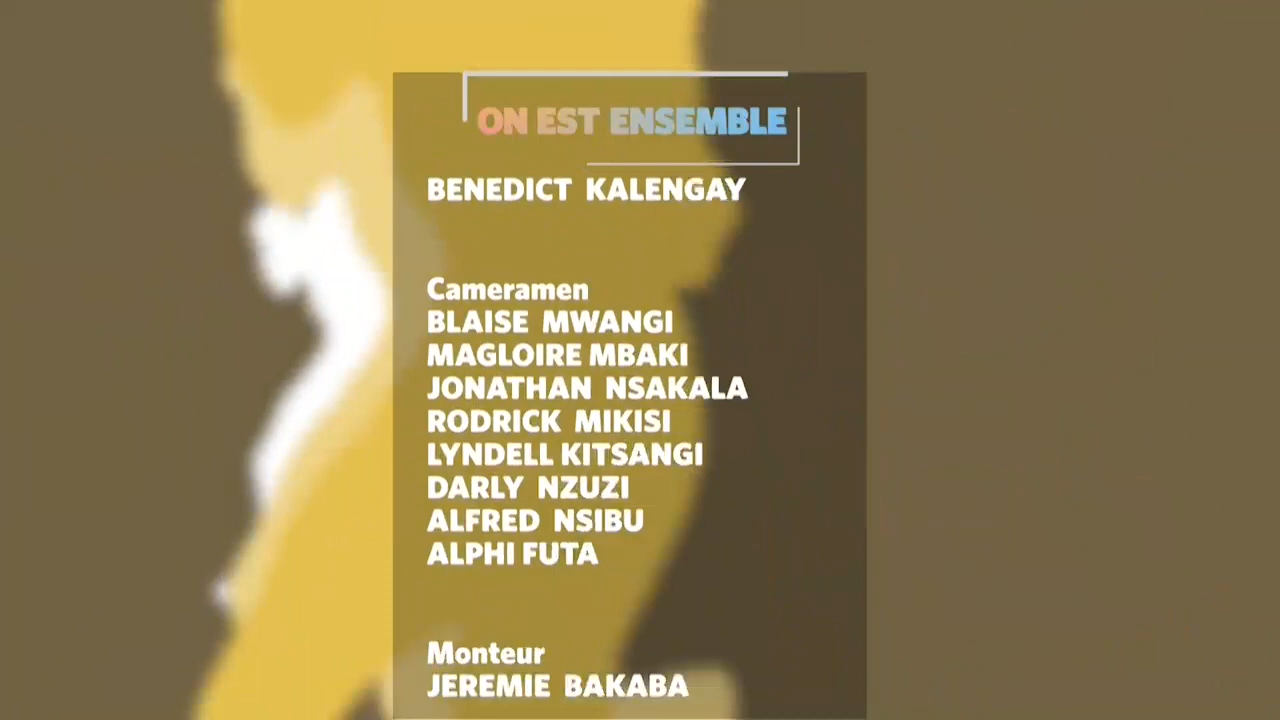 ON EST ENSEMBLE
BENEDICT KALENGAY
Cameramen
BLAISE MWANGI
MAGLOIRE MBAKI
JONATHAN NSAKALA
RODRICK MIKISI
LYNDELL KITSANGI
DARLY NZUZI
ALFRED NSIBU
ALPHI FUTA
Monteur
JEREMIE BAKABA